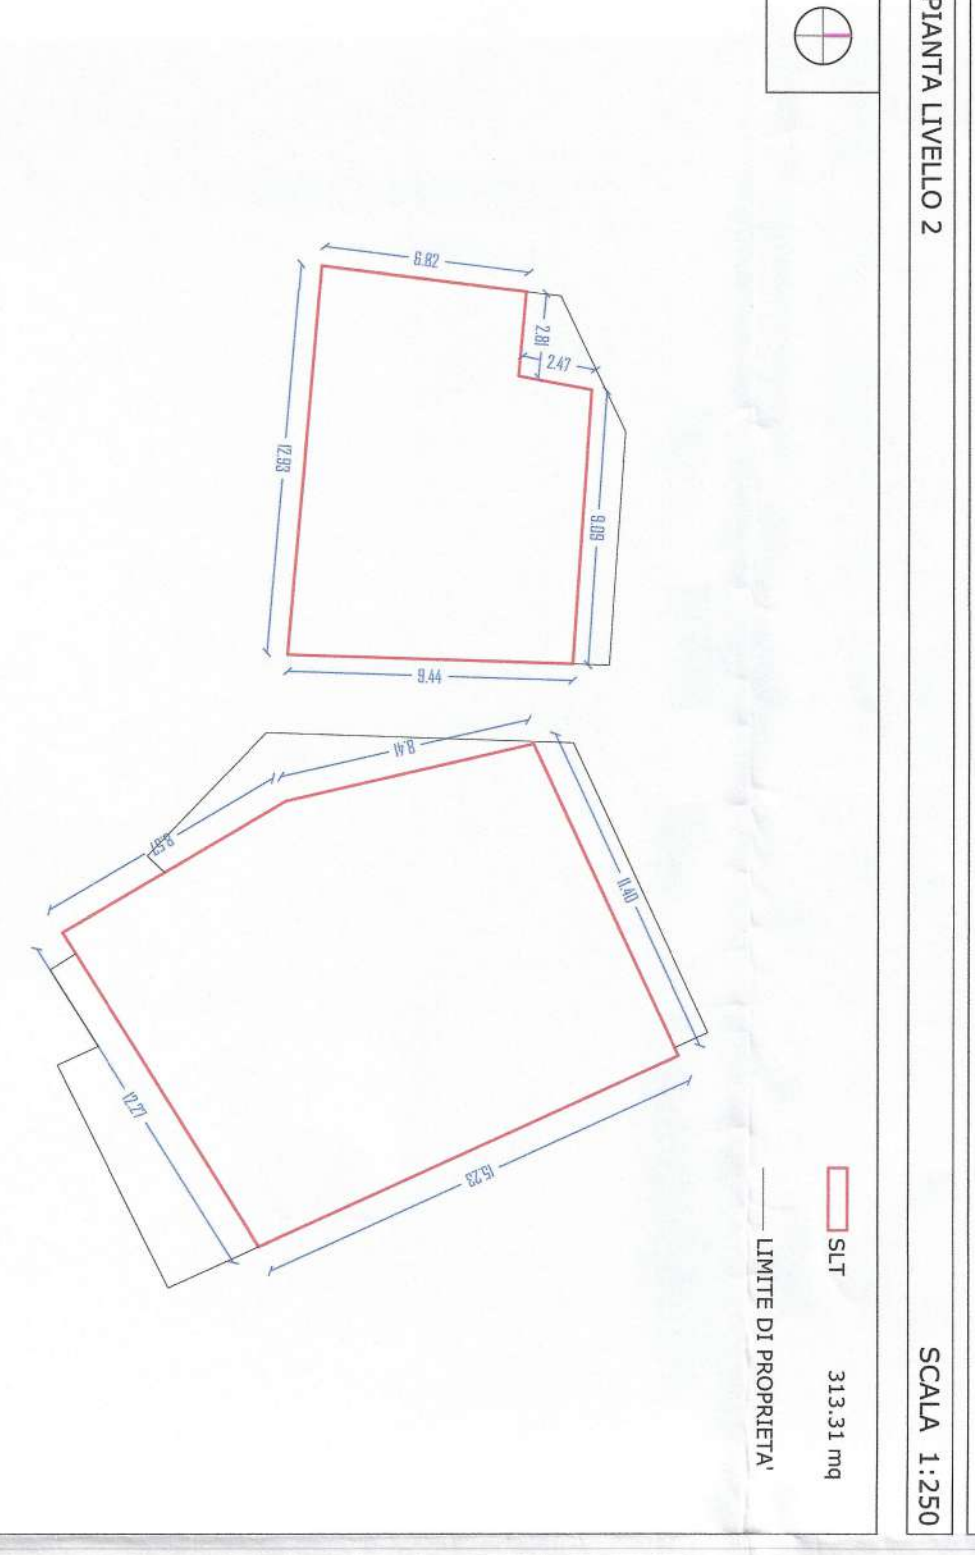 PIANTA LIVELLO 2
SCALA 1:250
SLT 313.31 mq
LIMITE DI PROPRIETA'
6.82
2.81
2.47
12.93
9.09
9.44
8.41
11.40
12.27
15.23